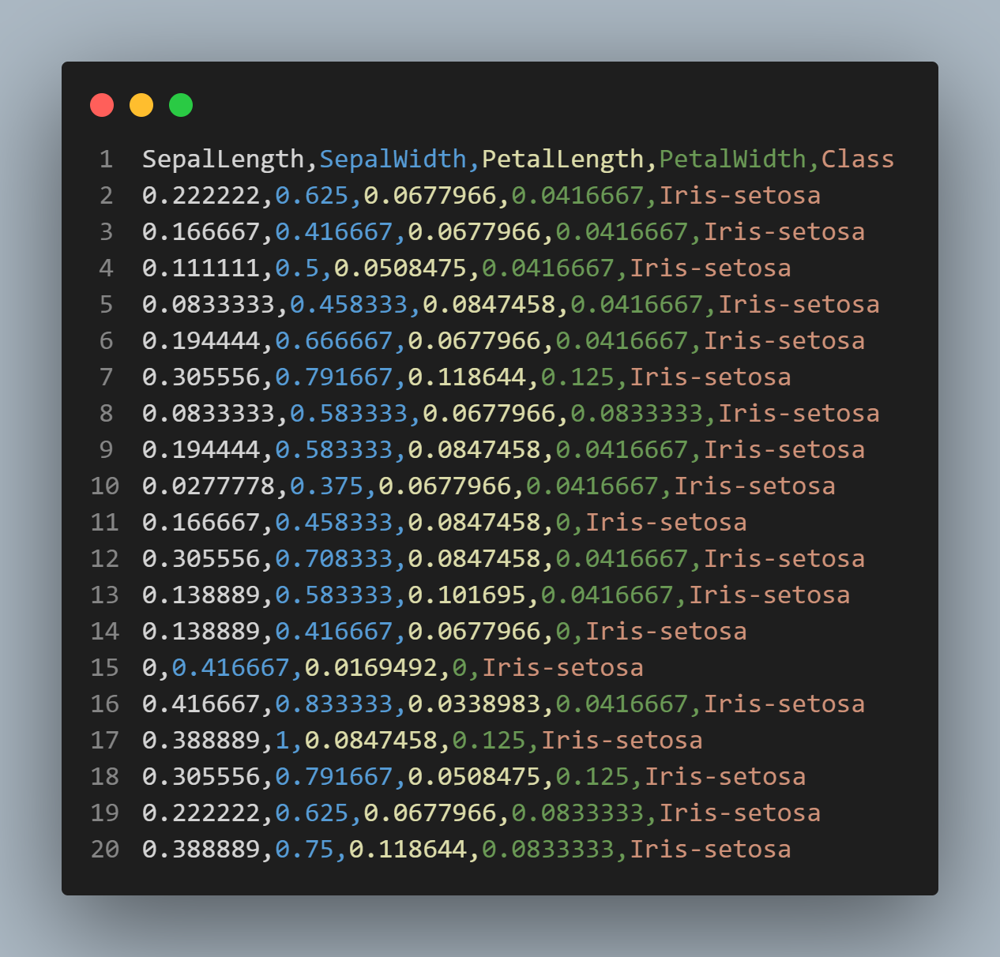 1 SepalLength,SepalWidth,PetalLength,PetalWidth,Class
2 0.222222,0.625,0.0677966,0.0416667,Iris-setosa
3 0.166667,0.416667,0.0677966,0.0416667,Iris-setosa
4 0.111111,0.5,0.0508475,0.0416667,Iris-setosa
5 0.0833333,0.458333,0.0847458,0.0416667,Iris-setosa
6 0.194444,0.666667,0.0677966,0.0416667,Iris-setosa
7 0.305556,0.791667,0.118644,0.125,Iris-setosa
8 0.0833333,0.583333,0.0677966,0.0833333,Iris-setosa
9 0.194444,0.583333,0.0847458,0.0416667,Iris-setosa
10 0.0277778,0.375,0.0677966,0.0416667,Iris-setosa
11 0.166667,0.458333,0.0847458,0,Iris-setosa
12 0.305556,0.708333,0.0847458,0.0416667,Iris-setosa
13 0.138889,0.583333,0.101695,0.0416667,Iris-setosa
14 0.138889,0.416667,0.0677966,0,Iris-setosa
15 0,0.416667,0.0169492,0,Iris-setosa
16 0.416667,0.833333,0.0338983,0.0416667,Iris-setosa
17 0.388889,1,0.0847458,0.125,Iris-setosa
18 0.305556,0.791667,0.0508475,0.125,Iris-setosa
19 0.222222,0.625,0.0677966,0.0833333,Iris-setosa
20 0.388889,0.75,0.118644,0.0833333,Iris-setosa